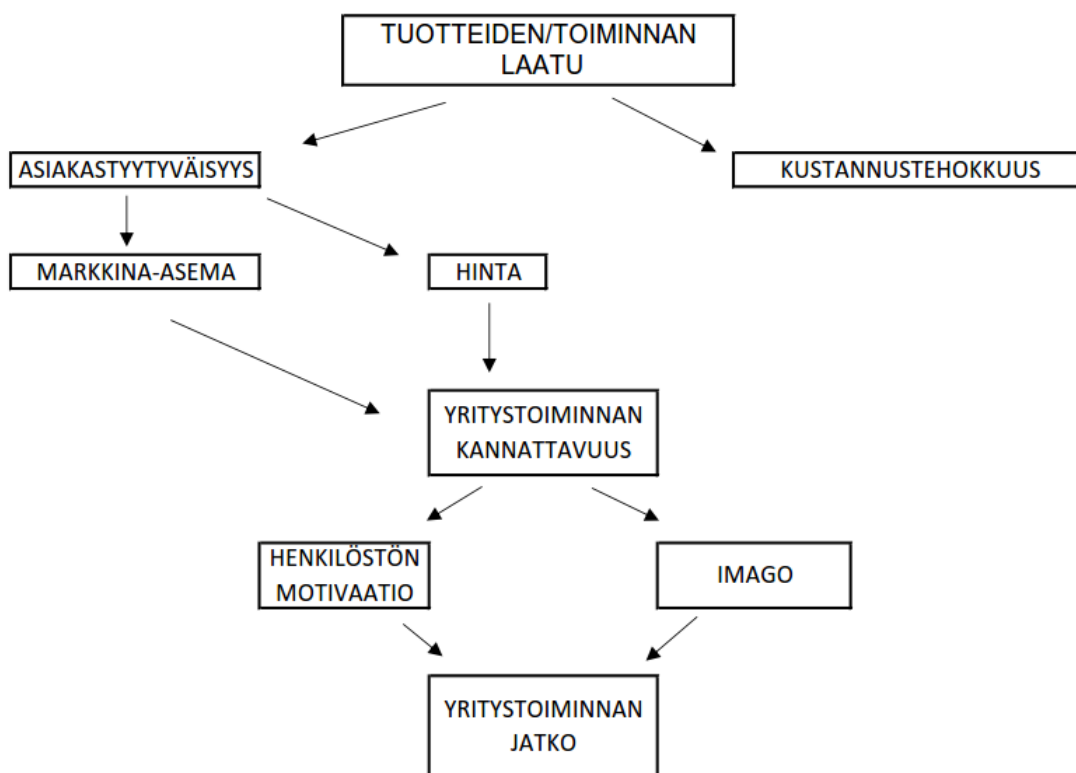 TUOTTEIDEN/TOIMINNAN
LAATU
ASIAKASTYYTYVÄISYYS
KUSTANNUSTEHOKKUUS
MARKKINA-ASEMA
HINTA
YRITYSTOIMINNAN
KANNATTAVUUS
HENKILÖSTÖN
MOTIVAATIO
IMAGO
YRITYSTOIMINNAN
JATKO